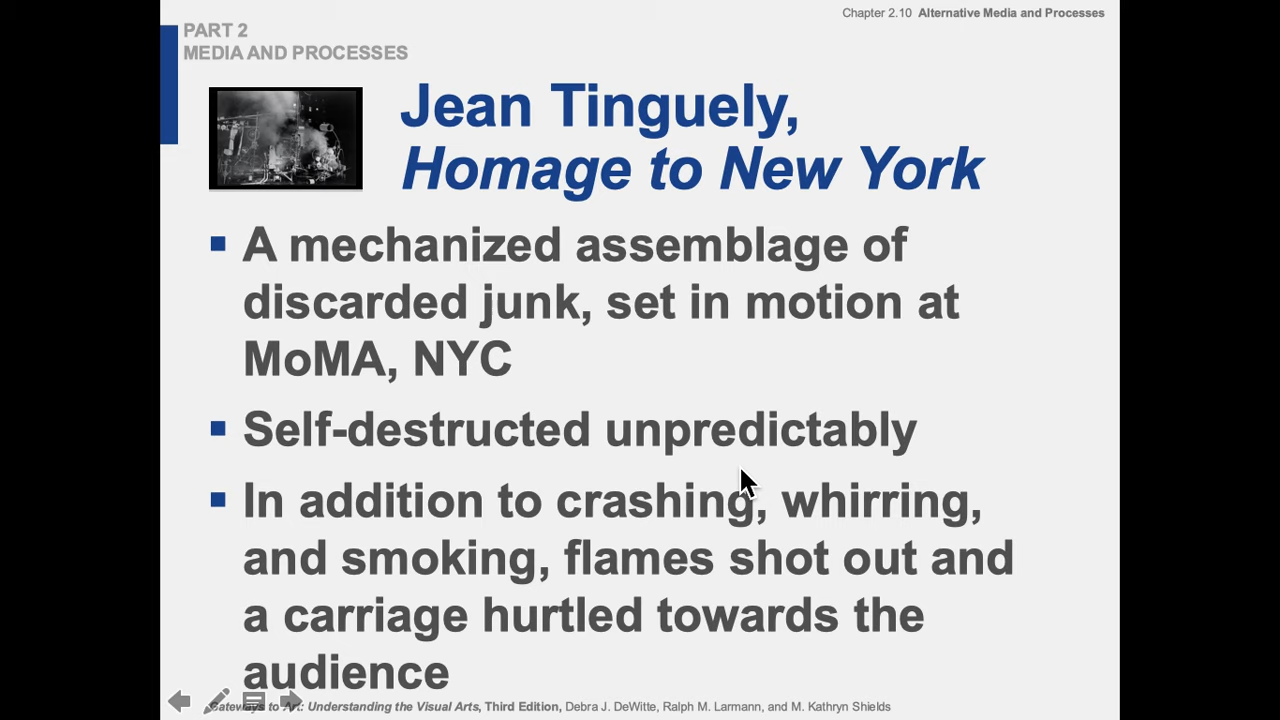 Chapter 2.10 Alternative Media and Processes
PART 2
MEDIA AND PROCESSES
Jean Tinguely,
Homage to New York
▪ A mechanized assemblage of
discarded junk, set in motion at
MoMA, NYC
▪ Self-destructed unpredictably
▪ In addition to crashing, whirring,
and smoking, flames shot out and
a carriage hurtled towards the
audience
Gateways to Art: Understanding the Visual Arts, Third Edition, Debra J. DeWitte, Ralph M. Larmann, and M. Kathryn Shields